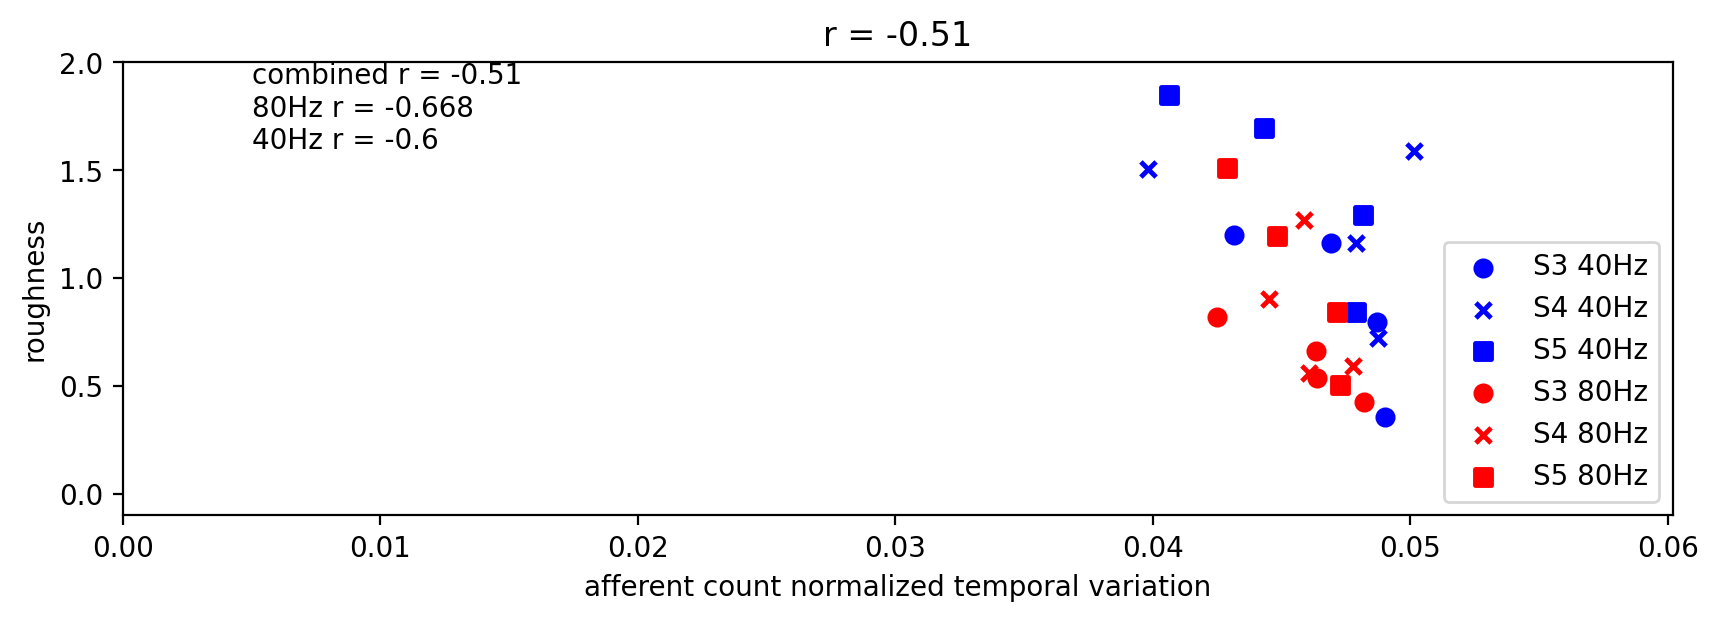 r = -0.51
combined r = -0.51
80Hz r = -0.668
40Hz r = -0.6
2.0
1.5
1.0
0.5
0.0
roughness
S3 40Hz
S4 40Hz
S5 40Hz
S3 80Hz
S4 80Hz
S5 80Hz
0.00 0.01 0.02 0.03 0.04 0.05 0.06
afferent count normalized temporal variation